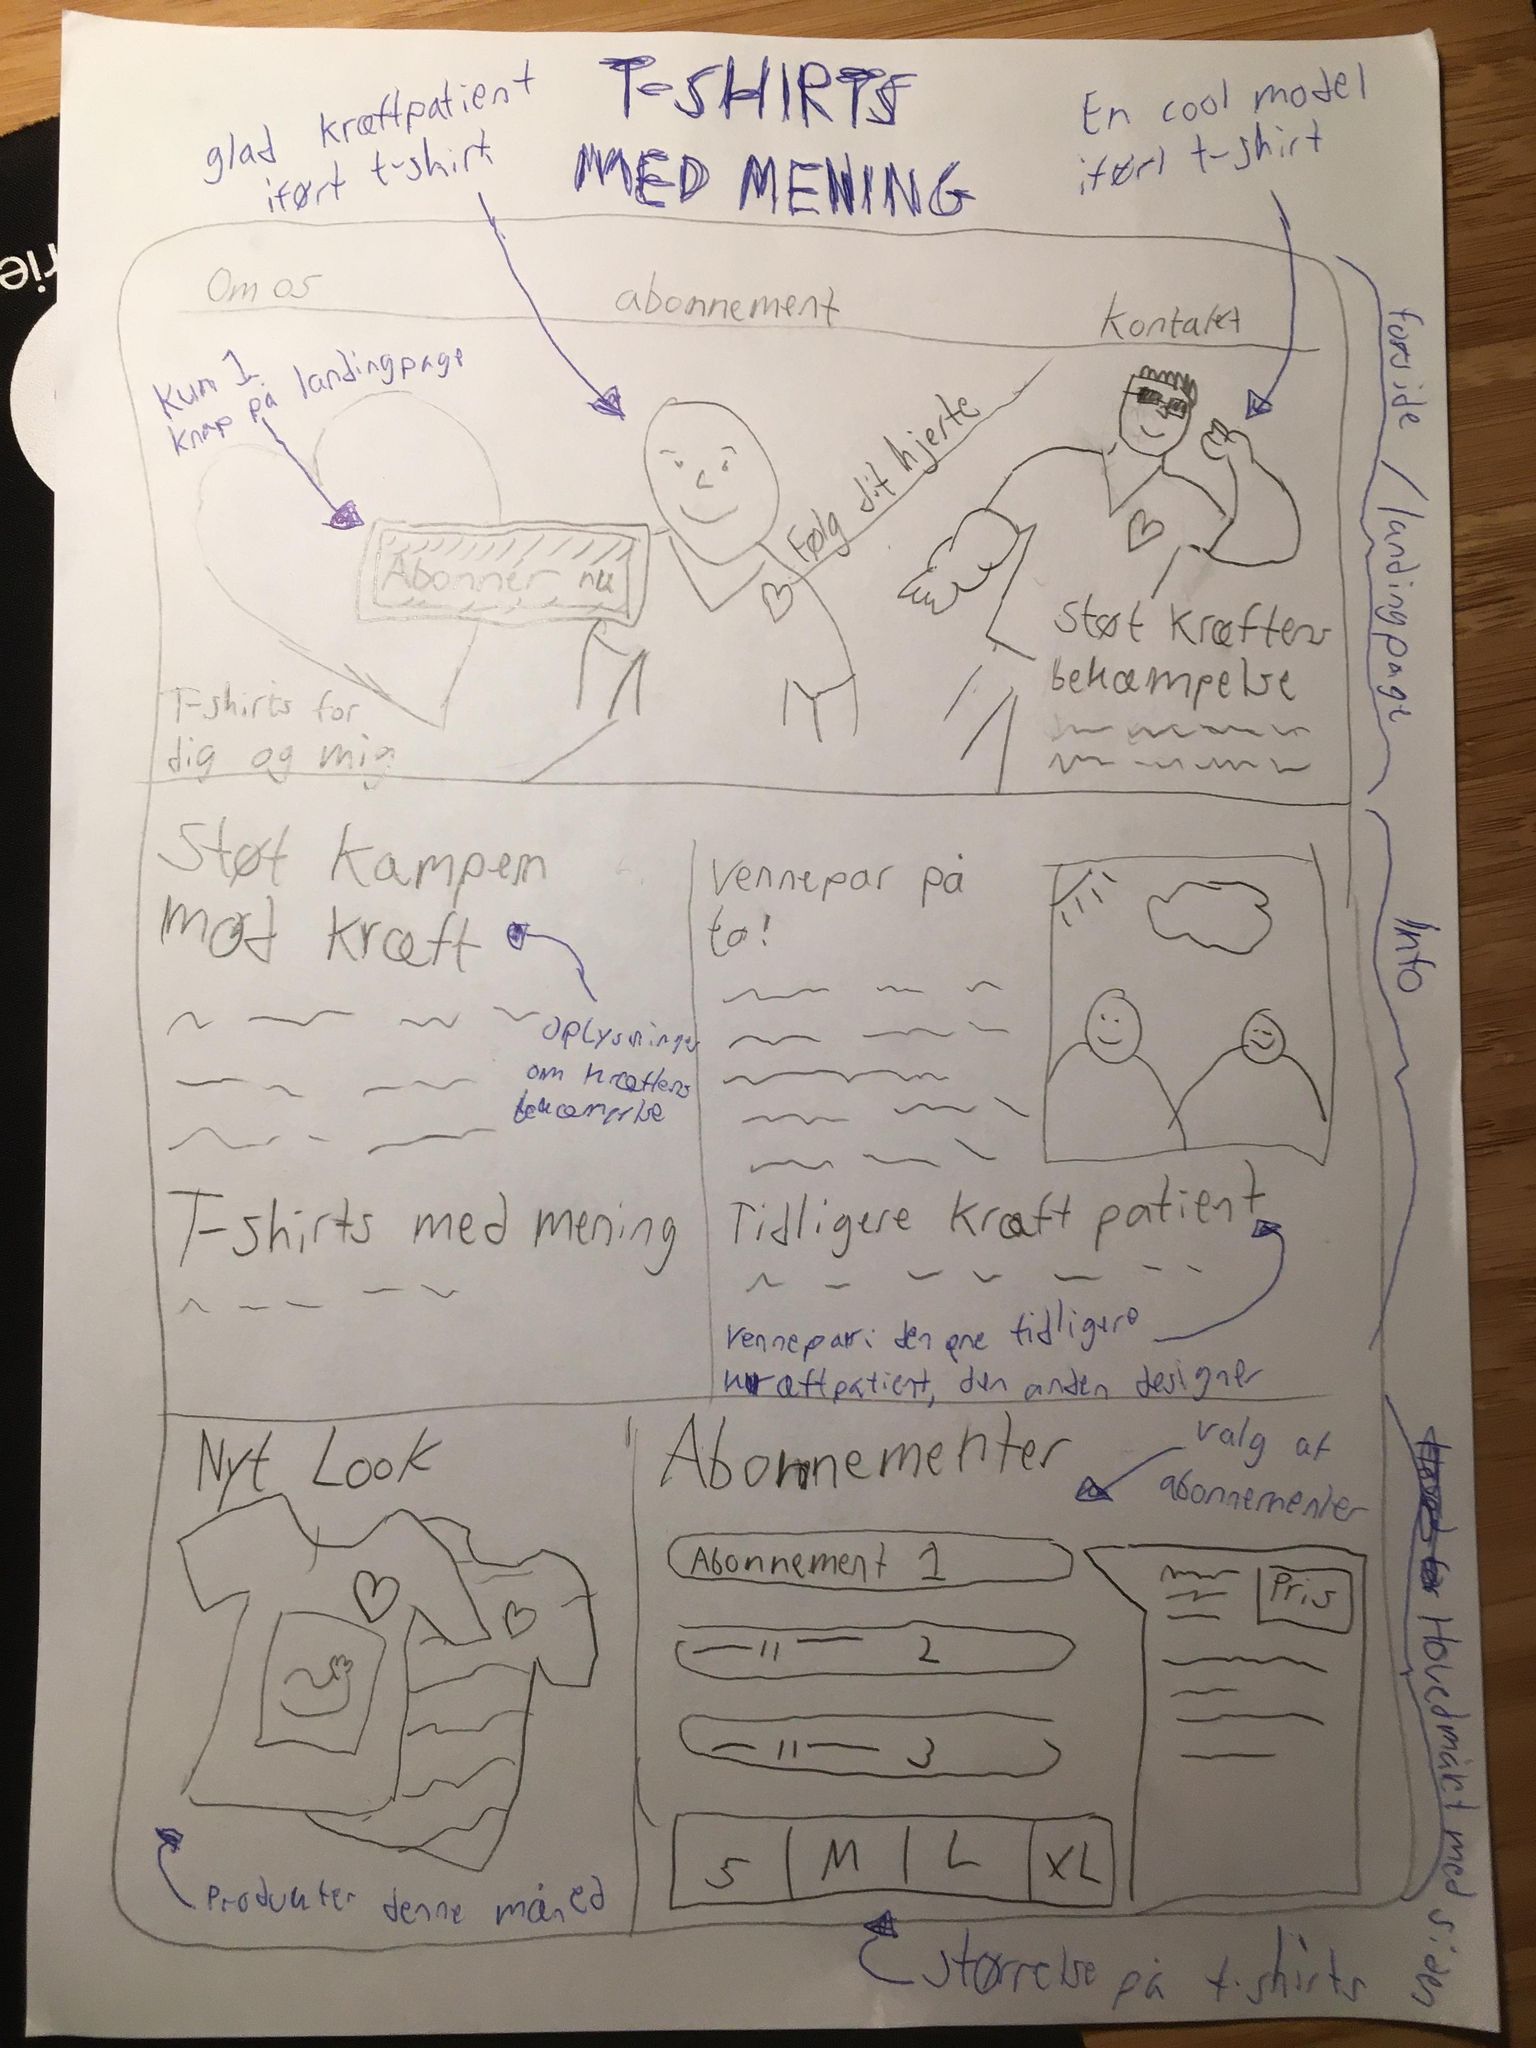 T-SHIRTS
MED MENING
glad kræftpatient
iført t-shirt
En cool model
iført t-shirt
Om os
abonnement
Kontakt
Kun 1
knap på landingpage
Abonner nu
Følg dit hjerte
Støt Kræftens
bekæmpelse
T-shirts for
dig og mig
forside / landingpage
Støt Kampen
mod kræft
oplysninger
om kræftens
bekæmpelse
T-shirts med mening
Vennepar på
to!
Tidligere kræft patient
Vennepar: den ene tidligere
kræftpatient, den anden designer
Info
Nyt Look
Produkter denne måned
Abonnementer
valg af
abonnementer
Abonnement 1
— 11 — 2
— 11 — 3
Pris
S M L XL
størrelse på t-shirts
Hovedmålet med siden
rie